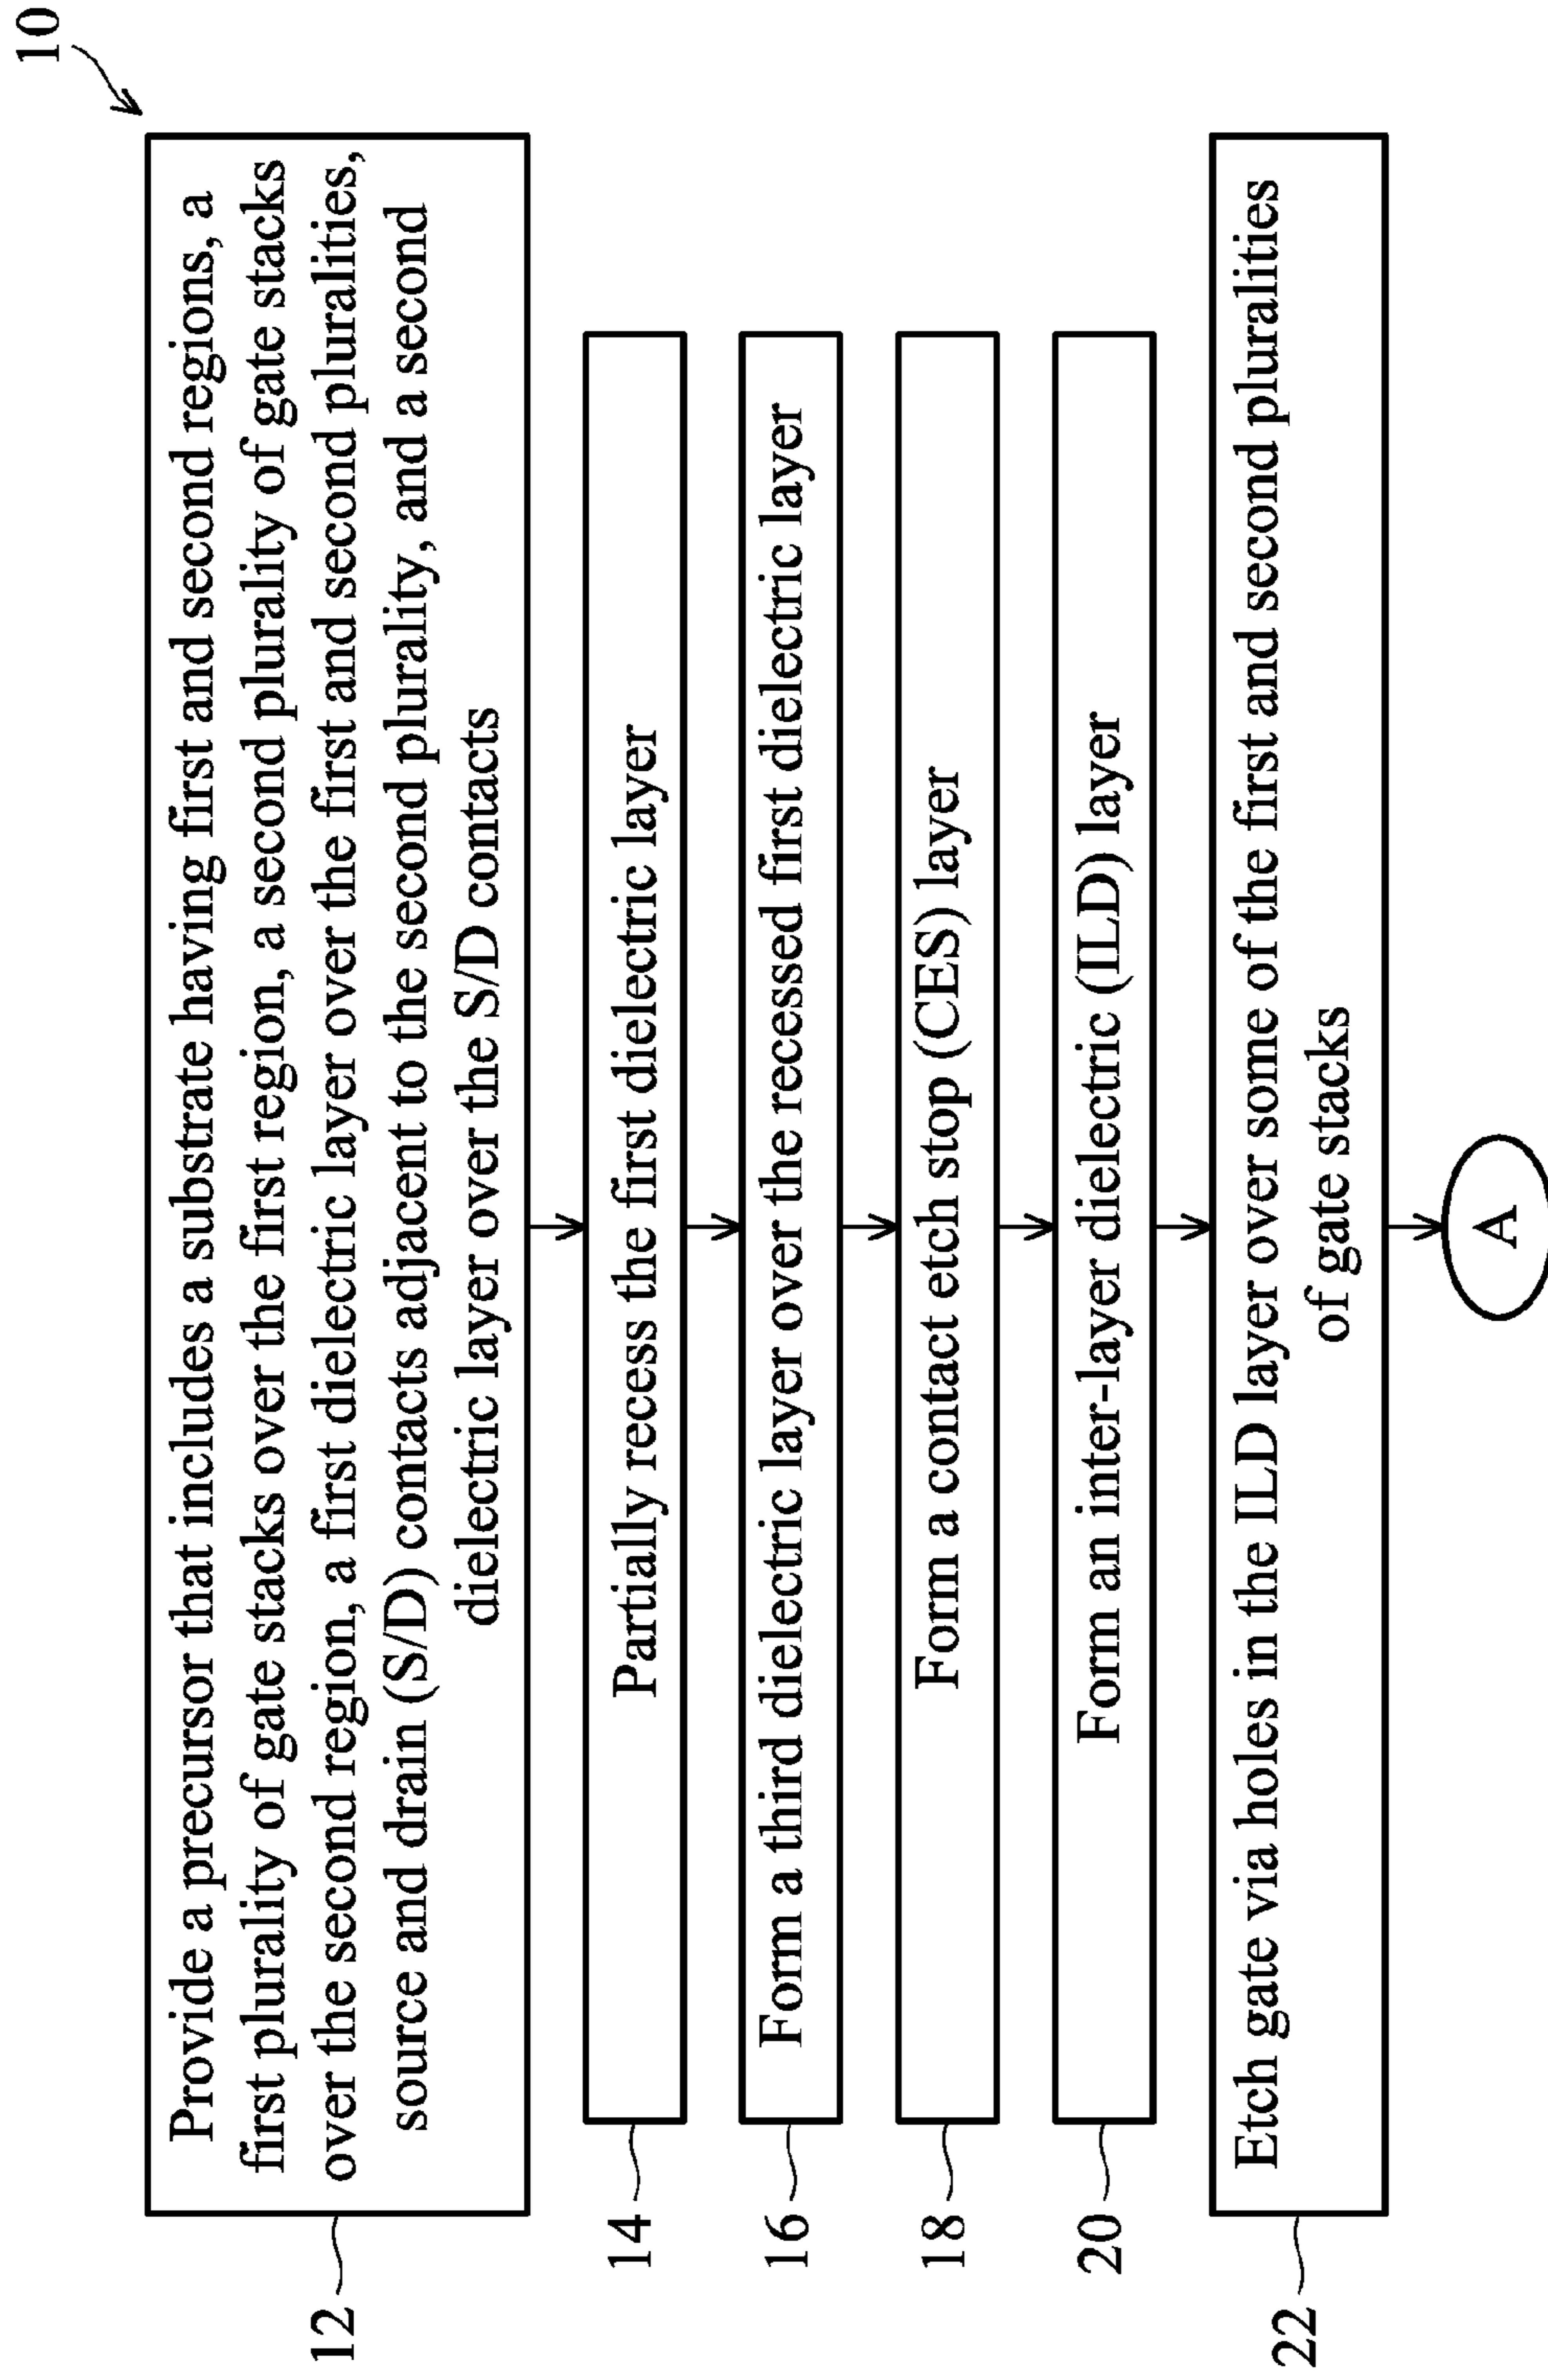 10
12
Provide a precursor that includes a substrate having first and second regions, a
first plurality of gate stacks over the first region, a second plurality of gate stacks
over the second region, a first dielectric layer over the first and second pluralities,
source and drain (S/D) contacts adjacent to the second plurality, and a second
dielectric layer over the S/D contacts
14
Partially recess the first dielectric layer
16
Form a third dielectric layer over the recessed first dielectric layer
18
Form a contact etch stop (CES) layer
20
Form an inter-layer dielectric (ILD) layer
22
Etch gate via holes in the ILD layer over some of the first and second pluralities
of gate stacks
A